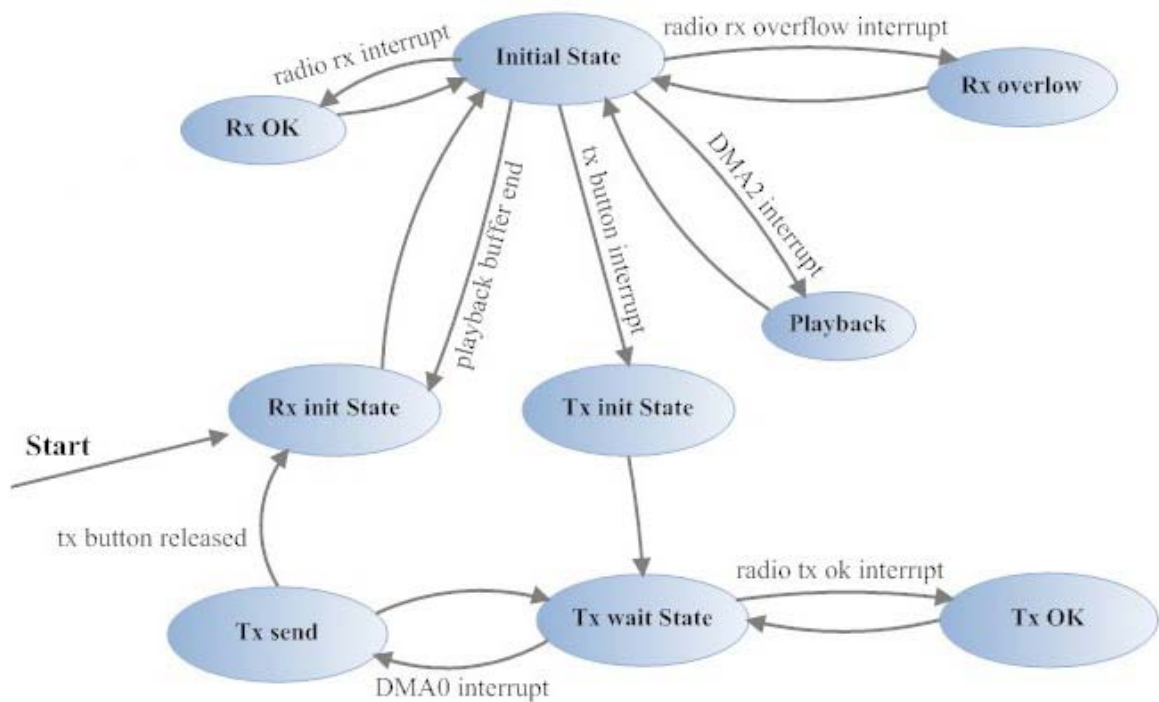 radio rx interrupt
Initial State
radio rx overflow interrupt
Rx OK
Rx overlow
playback buffer end
tx button interrupt
DMA2 interrupt
Playback
Rx init State
Tx init State
Start
tx button released
radio tx ok interript
Tx send
Tx wait State
Tx OK
DMA0 interrupt